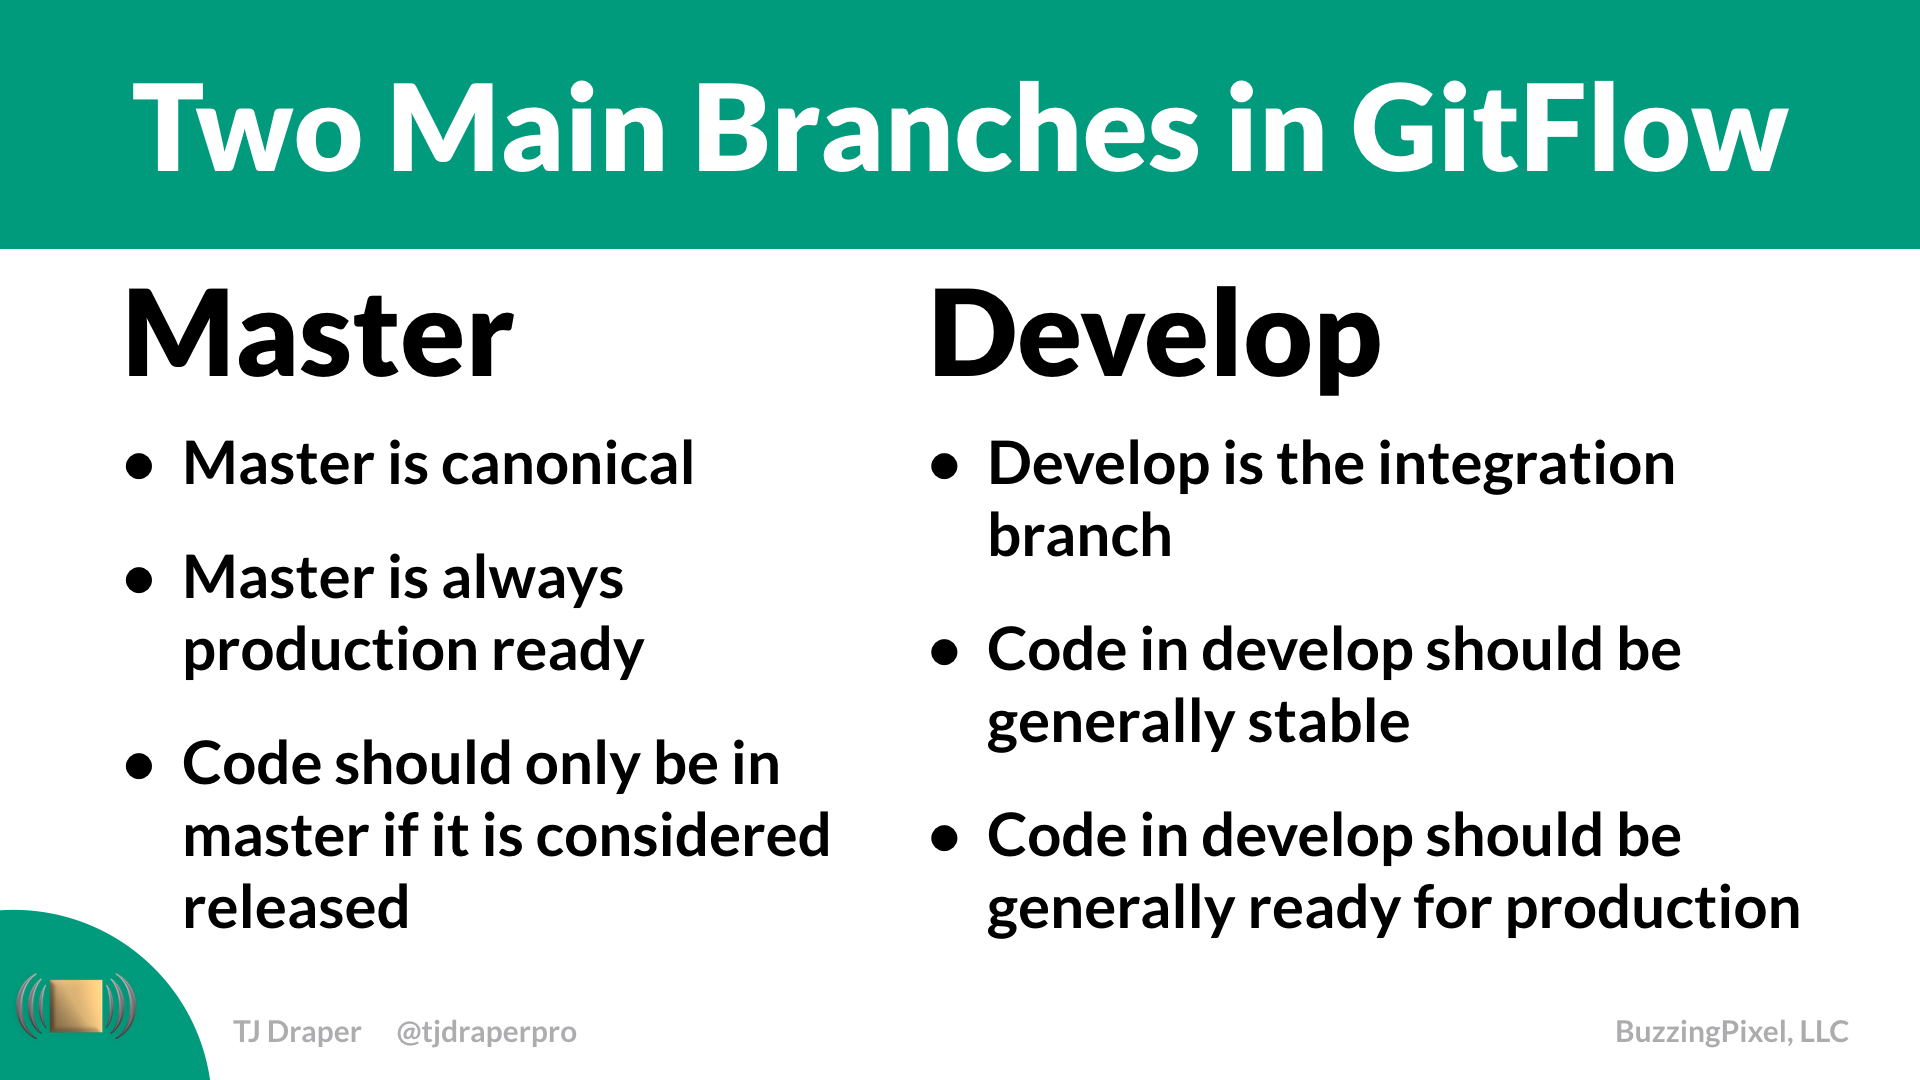 Two Main Branches in GitFlow
Master
● Master is canonical
● Master is always
production ready
● Code should only be in
master if it is considered
released
Develop
● Develop is the integration
branch
● Code in develop should be
generally stable
● Code in develop should be
generally ready for production
TJ Draper @tjdraperpro
BuzzingPixel, LLC